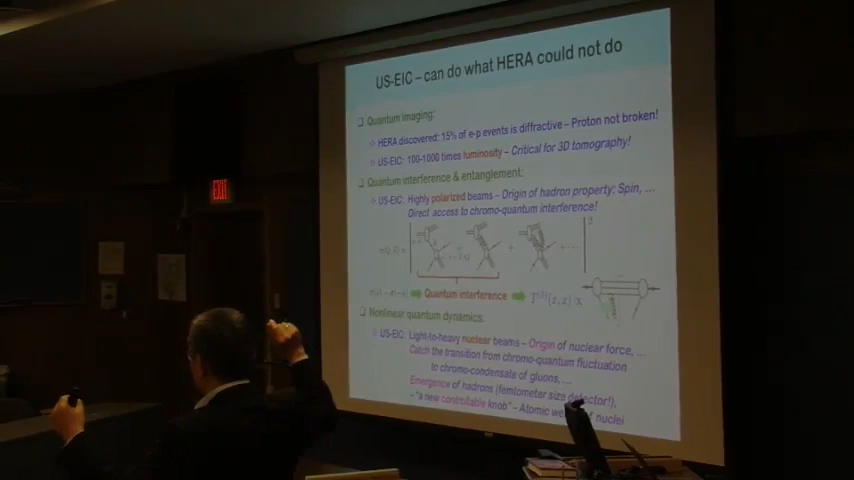 US-EIC – can do what HERA could not do
❑ Quantum imaging:
✧ HERA discovered: 15% of e-p events is diffractive – Proton not broken!
✧ US-EIC: 100-1000 times luminosity – Critical for 3D tomography!
❑ Quantum interference & entanglement:
✧ US-EIC: Highly polarized beams – Origin of hadron property: Spin, ...
Direct access to chromo-quantum interference!
2
+ + + ···
Quantum interference
❑ Nonlinear quantum dynamics:
✧ US-EIC: Light-to-heavy nuclear beams – Origin of nuclear force, ...
Catch the transition from chromo-quantum fluctuation
to chromo-condensate of gluons, ...
Emergence of hadrons (femtometer size detector!),
– "a new controllable knob" – Atomic of nuclei
EXIT